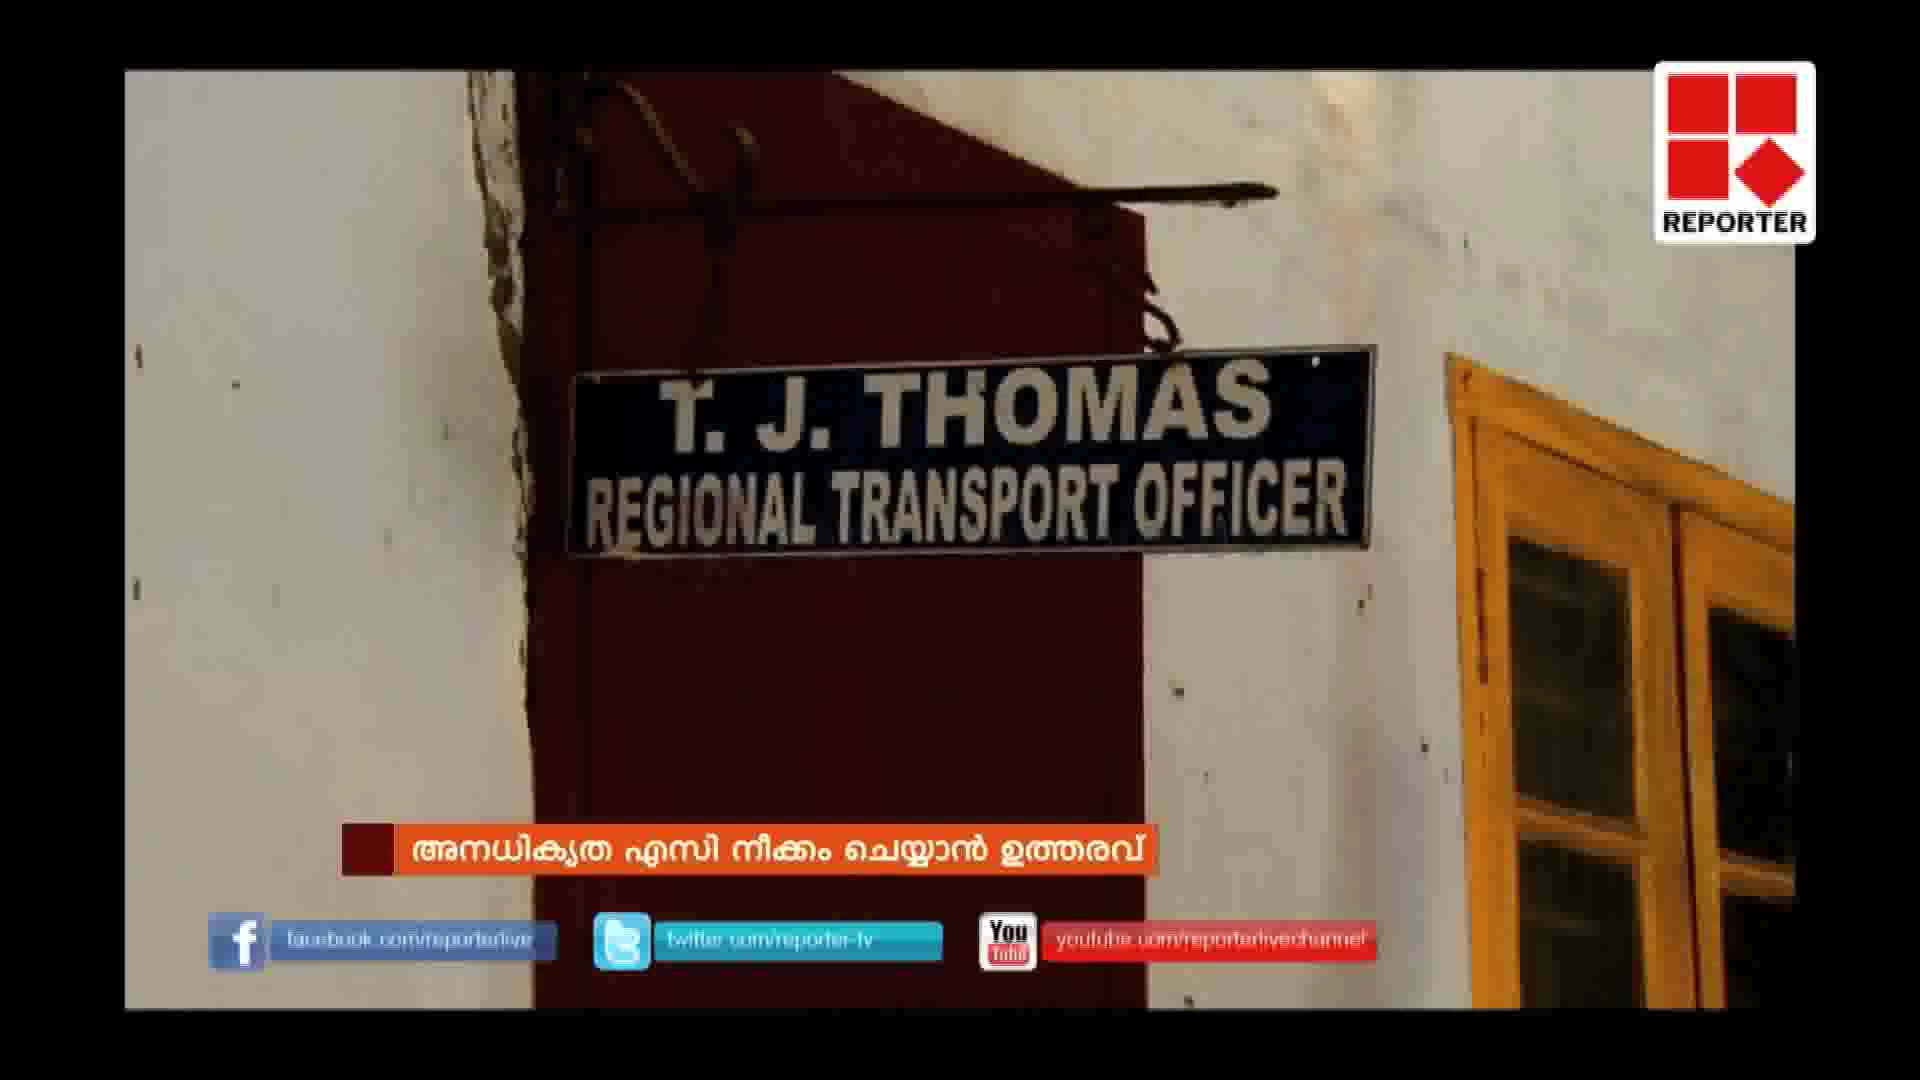 REPORTER
T. J. THOMAS
REGIONAL TRANSPORT OFFICER
അനധികൃത എസി നീക്കം ചെയ്യാൻ ഉത്തരവ്
facebook.com/reporterlive
twitter.com/reporter-tv
You Tube
youtube.com/reporterlivechannel